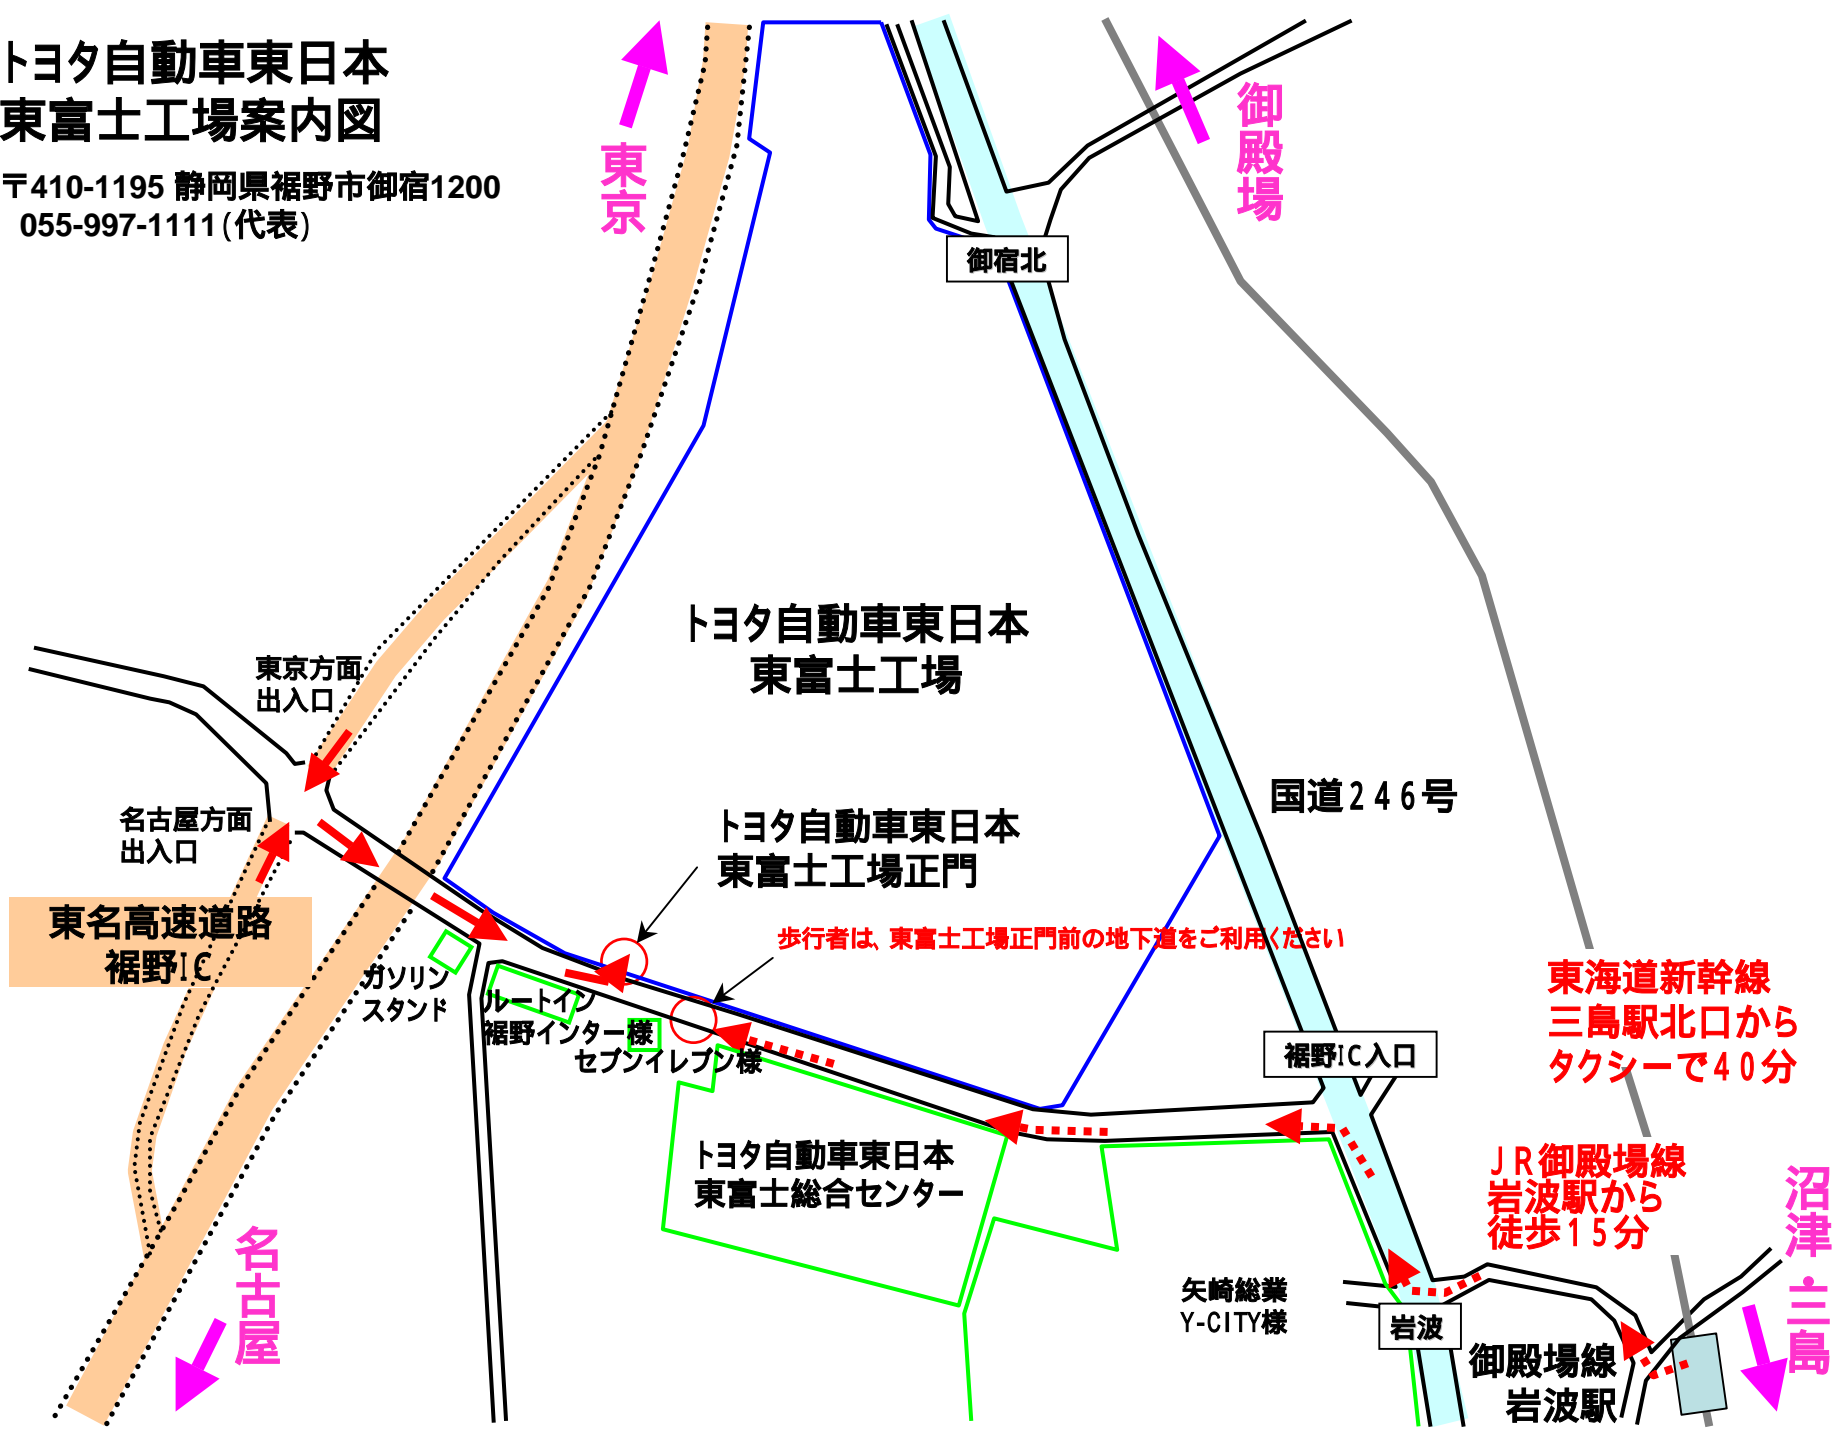 トヨタ自動車東日本
東富士工場案内図
〒410-1195 静岡県裾野市御宿1200
055-997-1111(代表)
東京
御殿場
御宿北
トヨタ自動車東日本
東富士工場
東京方面
出入口
国道246号
名古屋方面
出入口
トヨタ自動車東日本
東富士工場正門
東名高速道路
裾野IC
歩行者は、東富士工場正門前の地下道をご利用ください
ガソリン
スタンド
ルートイン
裾野インター様
セブンイレブン様
東海道新幹線
三島駅北口から
タクシーで40分
裾野IC入口
トヨタ自動車東日本
東富士総合センター
JR御殿場線
岩波駅から
徒歩15分
沼津・三島
名古屋
矢崎総業
Y-CITY様
岩波
御殿場線
岩波駅